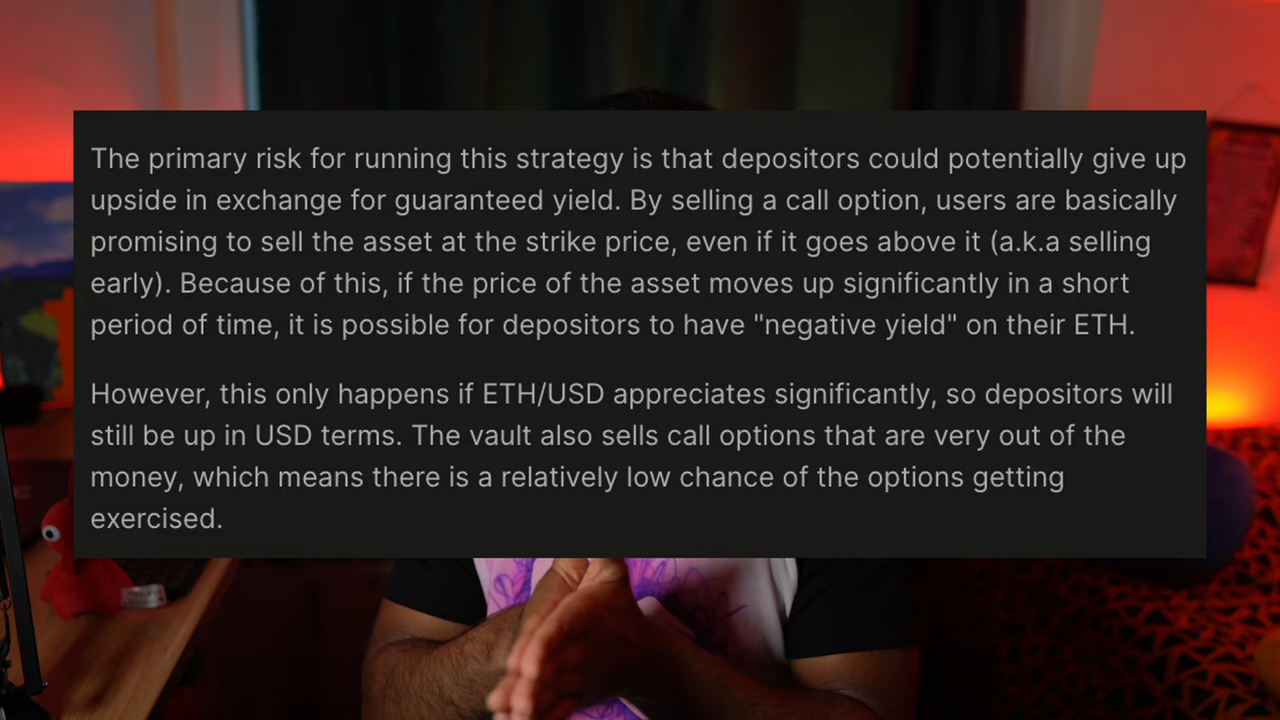 The primary risk for running this strategy is that depositors could potentially give up
upside in exchange for guaranteed yield. By selling a call option, users are basically
promising to sell the asset at the strike price, even if it goes above it (a.k.a selling
early). Because of this, if the price of the asset moves up significantly in a short
period of time, it is possible for depositors to have "negative yield" on their ETH.
However, this only happens if ETH/USD appreciates significantly, so depositors will
still be up in USD terms. The vault also sells call options that are very out of the
money, which means there is a relatively low chance of the options getting
exercised.